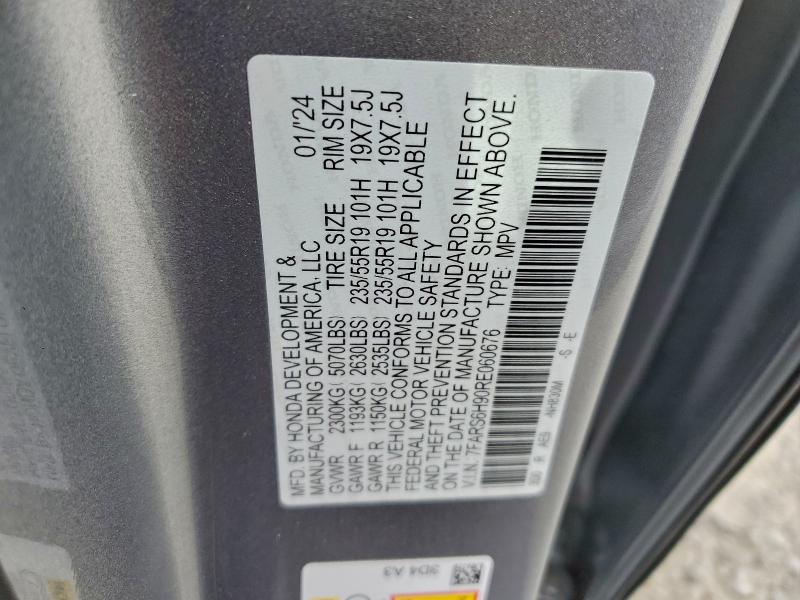 MFD. BY HONDA DEVELOPMENT & 01/'24
MANUFACTURING OF AMERICA, LLC
GVWR 2300KG( 5070LBS) TIRE SIZE RIM SIZE
GAWR F 1193KG( 2630LBS) 235/55R19 101H 19X7.5J
GAWR R 1150KG( 2535LBS) 235/55R19 101H 19X7.5J
THIS VEHICLE CONFORMS TO ALL APPLICABLE
FEDERAL MOTOR VEHICLE SAFETY
AND THEFT PREVENTION STANDARDS IN EFFECT
ON THE DATE OF MANUFACTURE SHOWN ABOVE.
V.I.N. 7FARS6H90RE060676 TYPE: MPV
R -NH830M -S -E